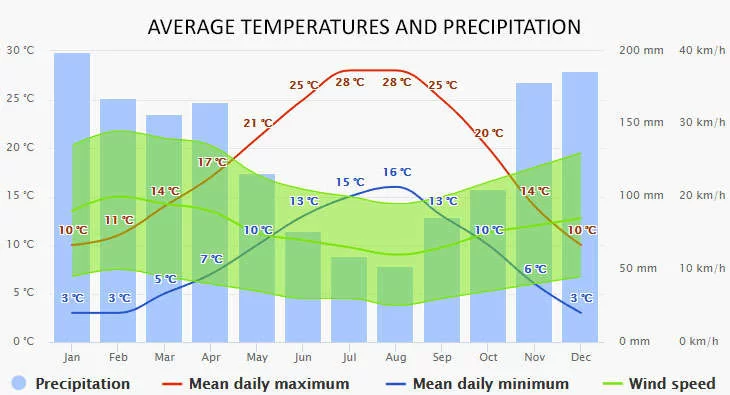 AVERAGE TEMPERATURES AND PRECIPITATION
30 °C 200 mm 40 km/h
28 °C 28 °C
25 °C 25 °C
25 °C
21 °C
20 °C 150 mm 30 km/h
20 °C
17 °C
16 °C
15 °C
14 °C 14 °C
15 °C 100 mm 20 km/h
13 °C 13 °C
11 °C
10 °C 10 °C 10 °C 10 °C
10 °C 50 mm 10 km/h
7 °C
6 °C
5 °C
5 °C
3 °C 3 °C 3 °C
0 °C 0 mm 0 km/h
Jan Feb Mar Apr May Jun Jul Aug Sep Oct Nov Dec
Precipitation Mean daily maximum Mean daily minimum Wind speed